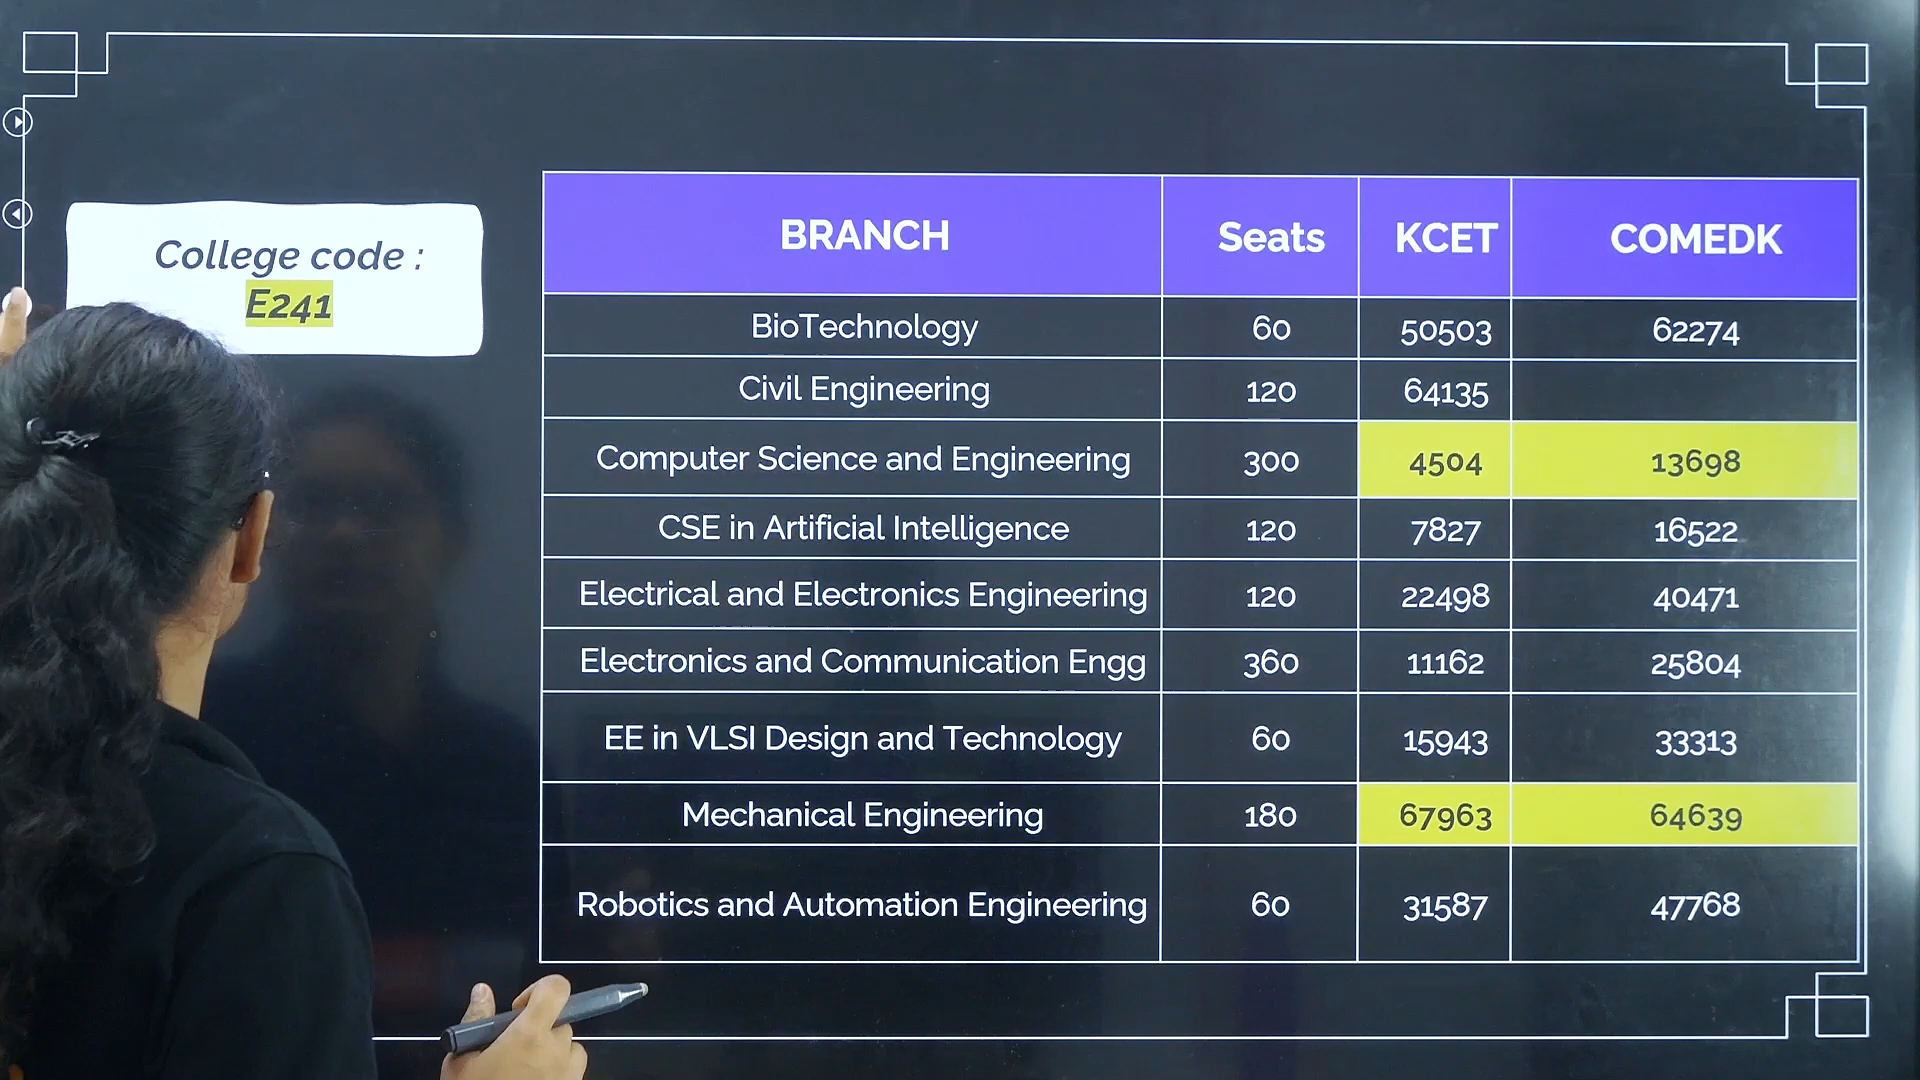 College code :
E241
BRANCH Seats KCET COMEDK
BioTechnology 60 50503 62274
Civil Engineering 120 64135
Computer Science and Engineering 300 4504 13698
CSE in Artificial Intelligence 120 7827 16522
Electrical and Electronics Engineering 120 22498 40471
Electronics and Communication Engg 360 11162 25804
EE in VLSI Design and Technology 60 15943 33313
Mechanical Engineering 180 67963 64639
Robotics and Automation Engineering 60 31587 47768